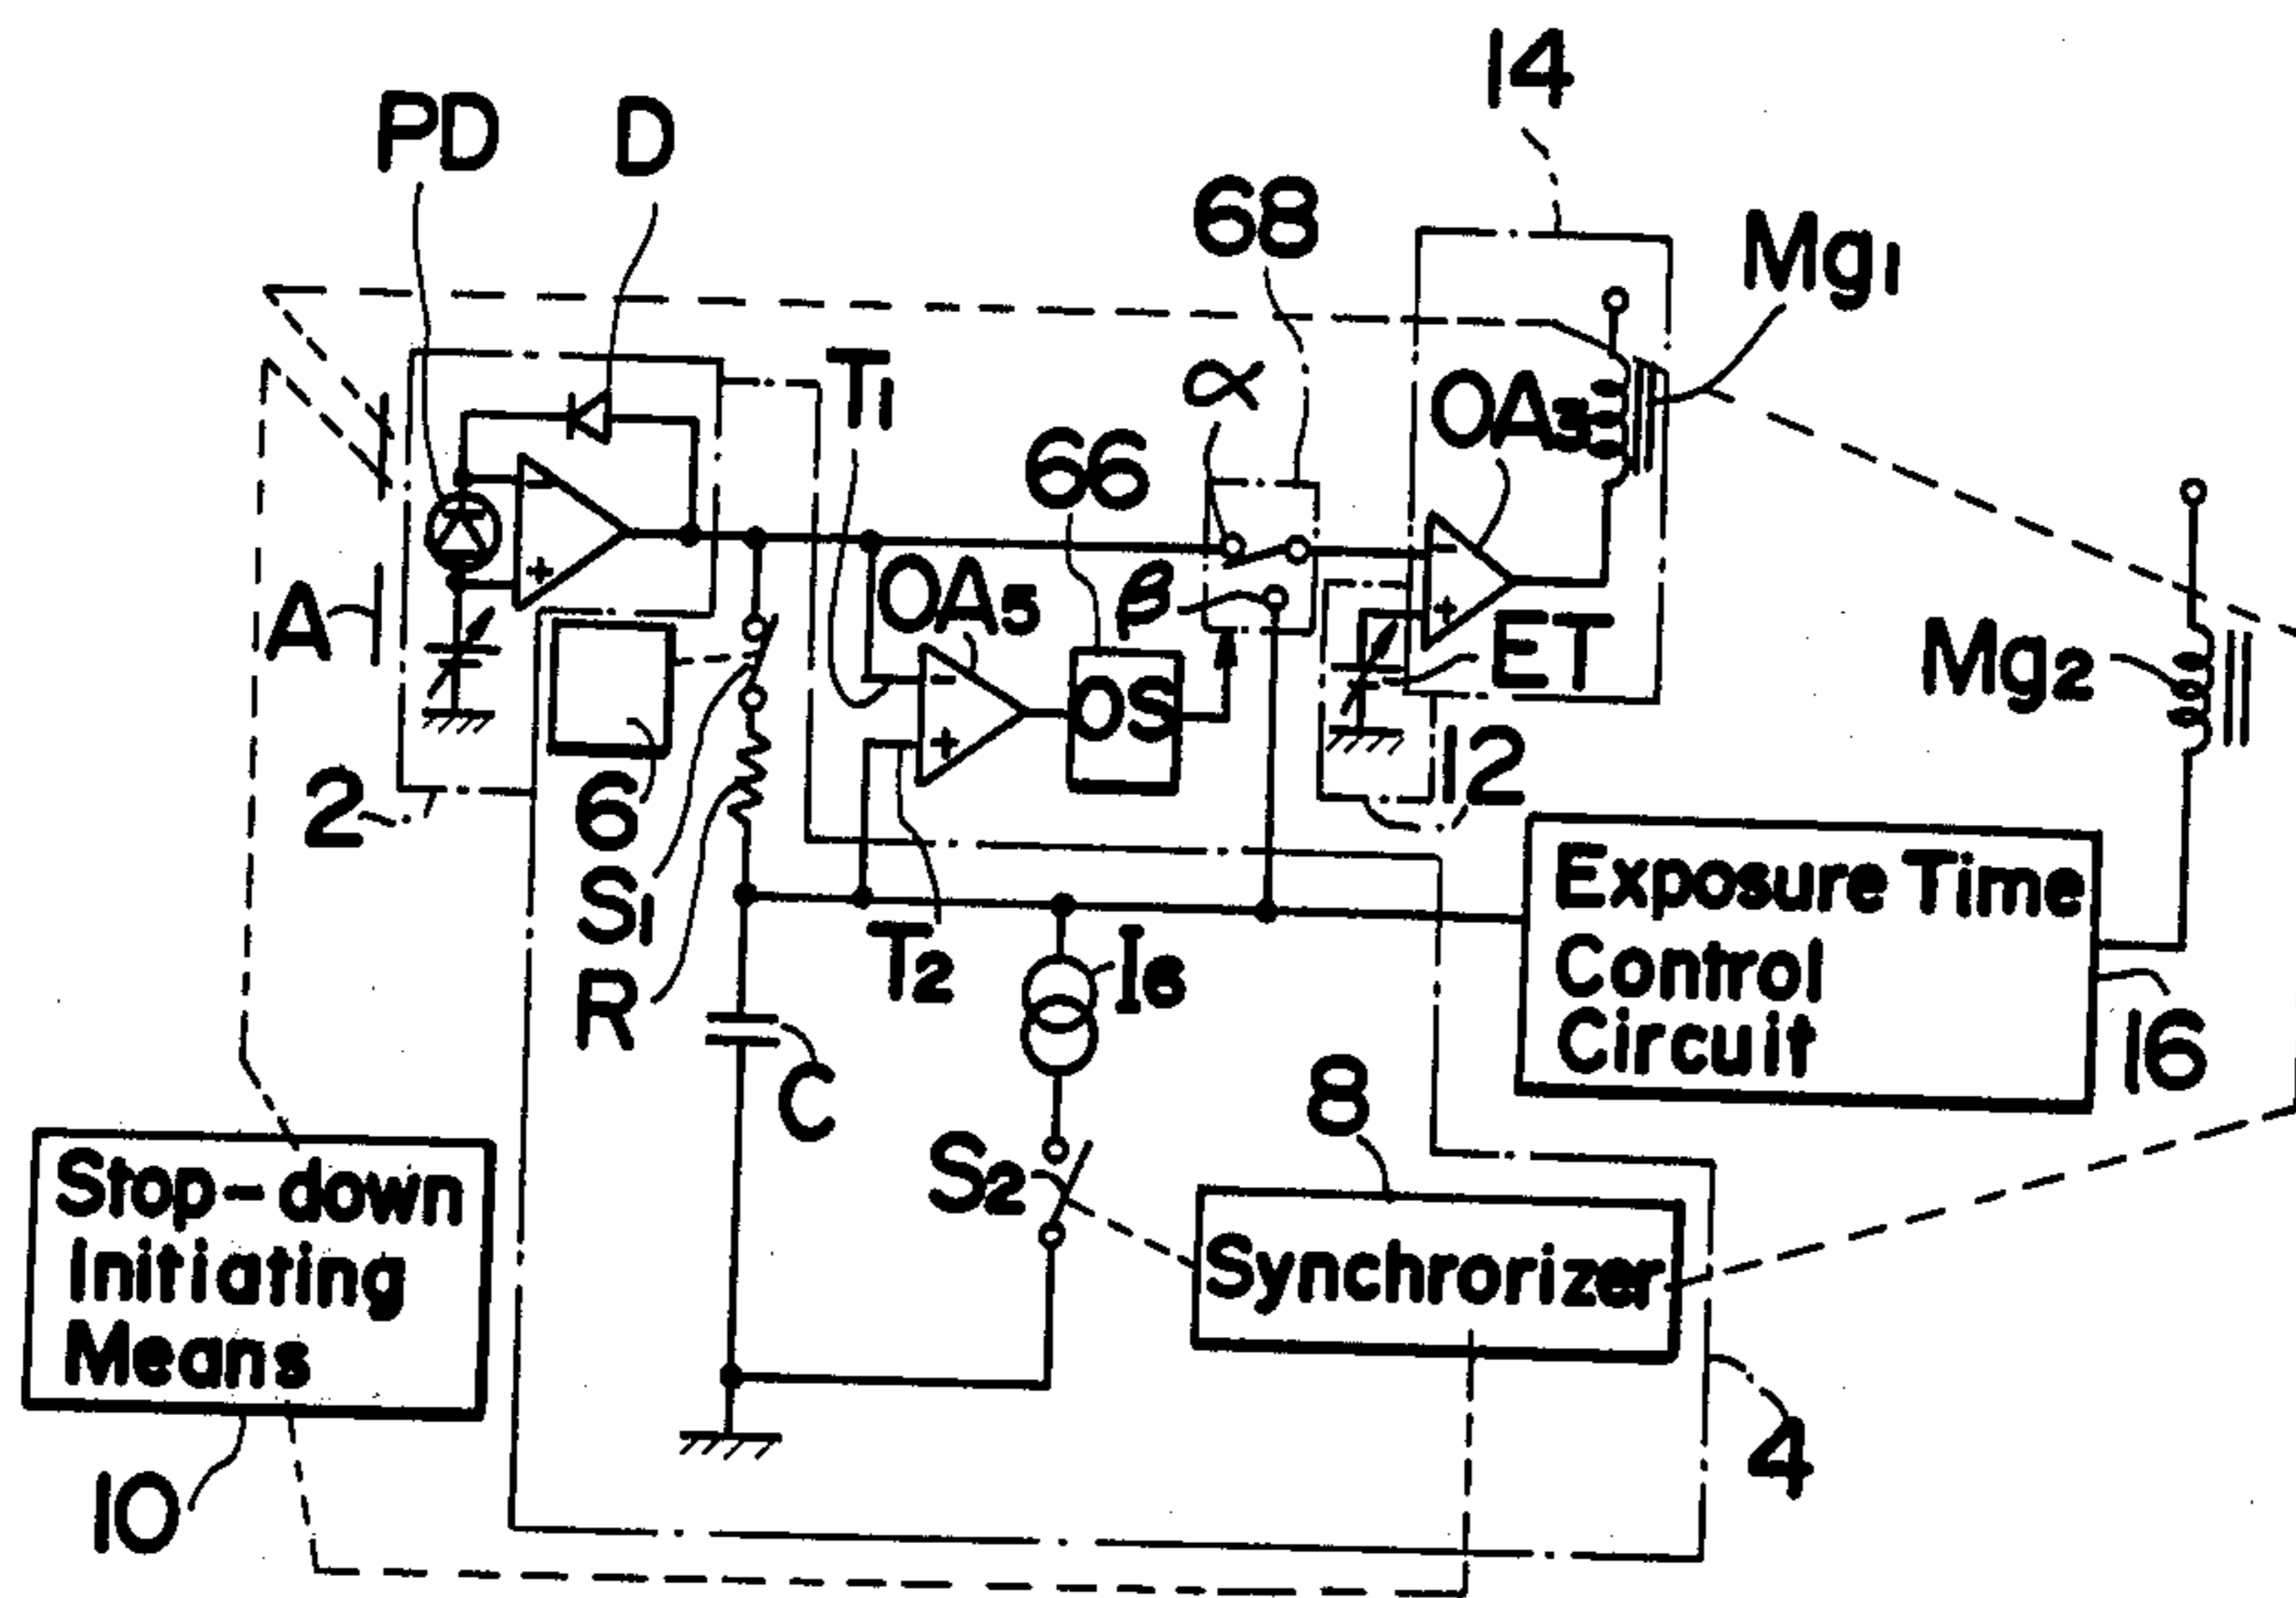 14
PD
D
68
Mg1
T1
α
OA3
66
A
OA5
β
ET
Mg2
OS
2
6
12
S1
Exposure Time
Control
Circuit
T2
I6
R
16
C
8
S2
Stop-down
Initiating
Means
Synchrorizer
4
10